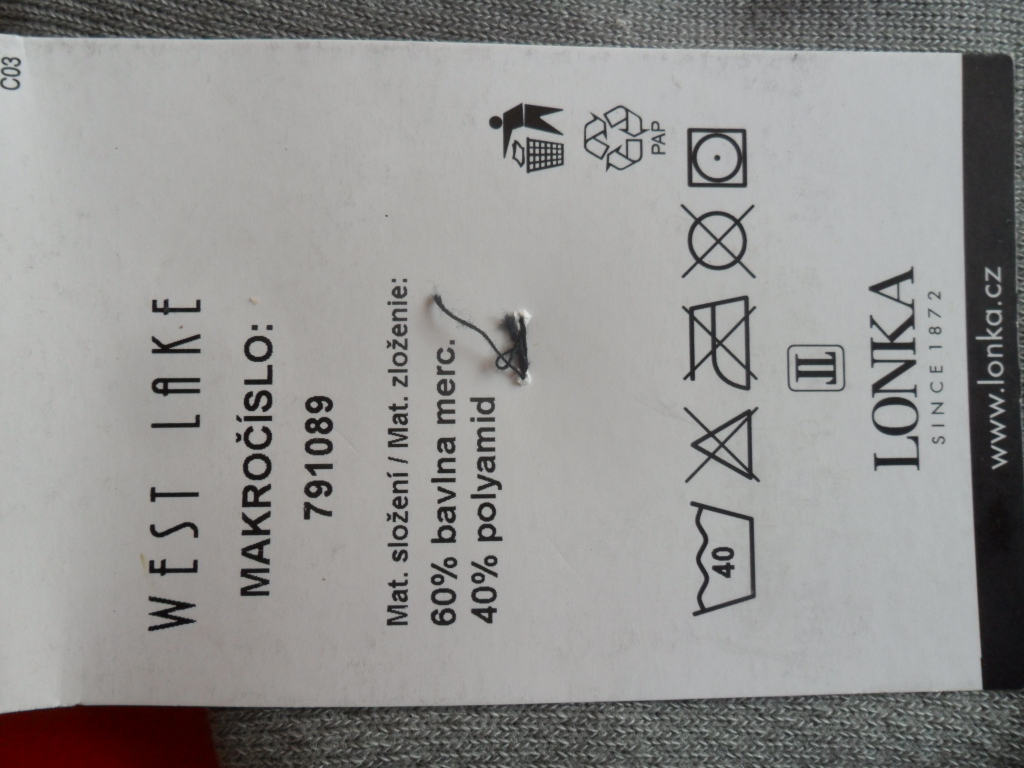 C03
WEST LAKE
MAKROČÍSLO:
791089
Mat. složení / Mat. zloženie:
60% bavlna merc.
40% polyamid
PAP
40
LONKA
SINCE 1872
www.lonka.cz